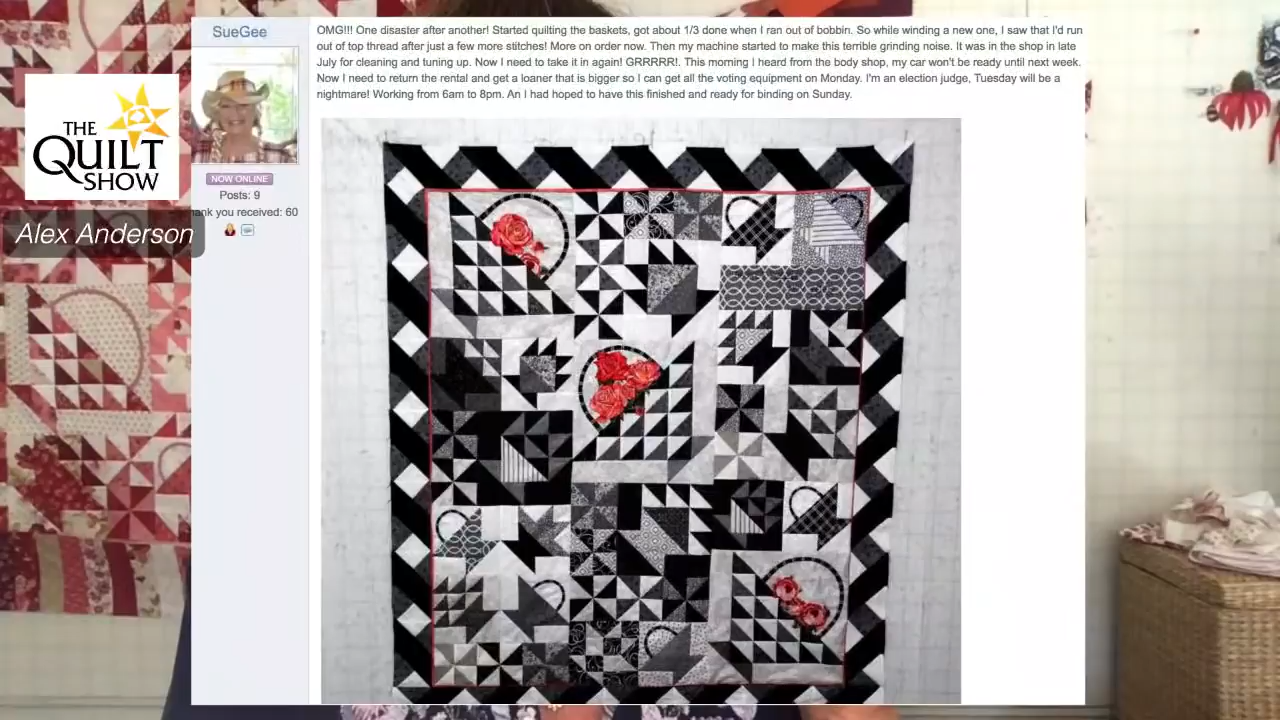 SueGee
OMG!!! One disaster after another! Started quilting the baskets, got about 1/3 done when I ran out of bobbin. So while winding a new one, I saw that I'd run
out of top thread after just a few more stitches! More on order now. Then my machine started to make this terrible grinding noise. It was in the shop in late
July for cleaning and tuning up. Now I need to take it in again! GRRRRR!. This morning I heard from the body shop, my car won't be ready until next week.
Now I need to return the rental and get a loaner that is bigger so I can get all the voting equipment on Monday. I'm an election judge, Tuesday will be a
nightmare! Working from 6am to 8pm. An I had hoped to have this finished and ready for binding on Sunday.
THE
QUILT
SHOW
NOW ONLINE
Posts: 9
ank you received: 60
Alex Anderson